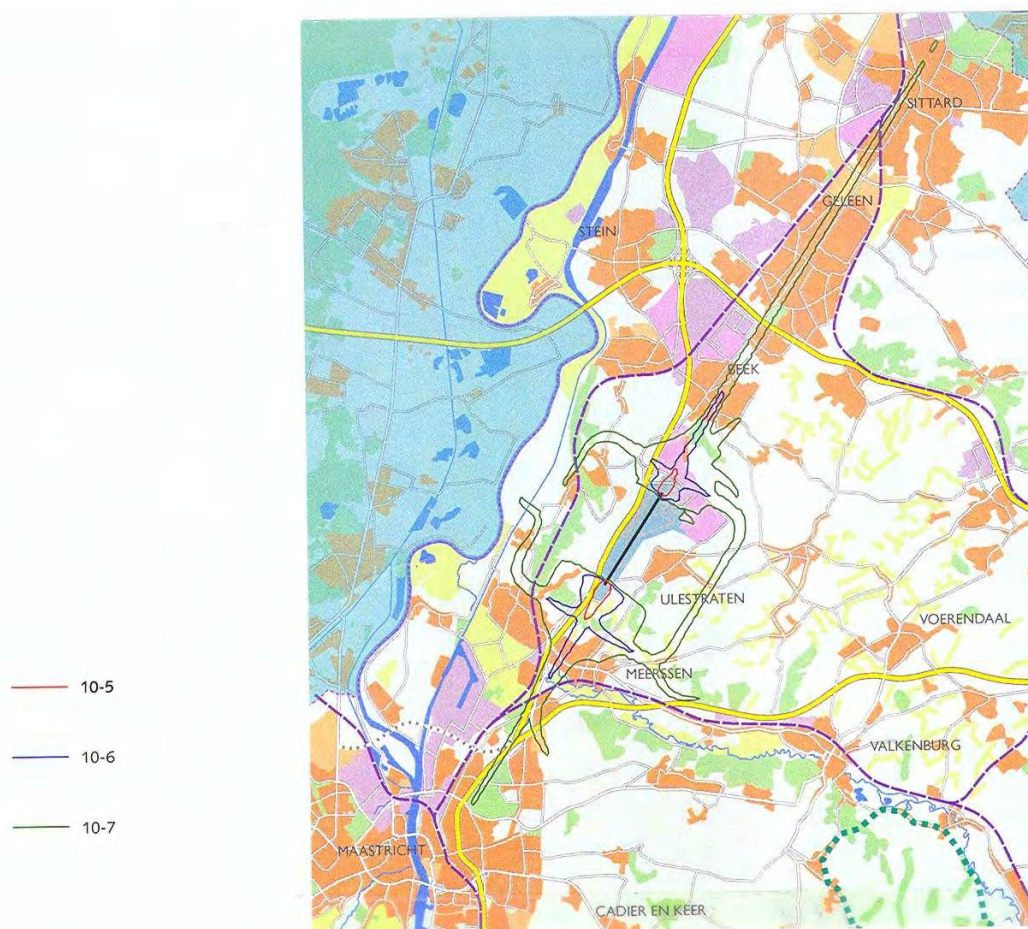 SITTARD
GELEEN
STEIN
BEEK
ULESTRATEN
VOERENDAAL
MEERSSEN
10-5
VALKENBURG
10-6
10-7
MAASTRICHT
CADIER EN KEER